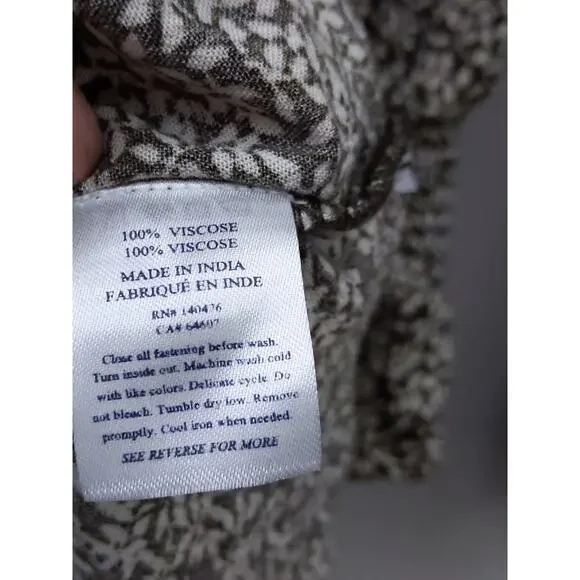 100% VISCOSE
100% VISCOSE
MADE IN INDIA
FABRIQUÉ EN INDE
RN# 140476
CA# 64607
Close all fastening before wash.
Turn inside out. Machine wash cold
with like colors. Delicate cycle. Do
not bleach. Tumble dry low. Remove
promptly. Cool iron when needed.
SEE REVERSE FOR MORE